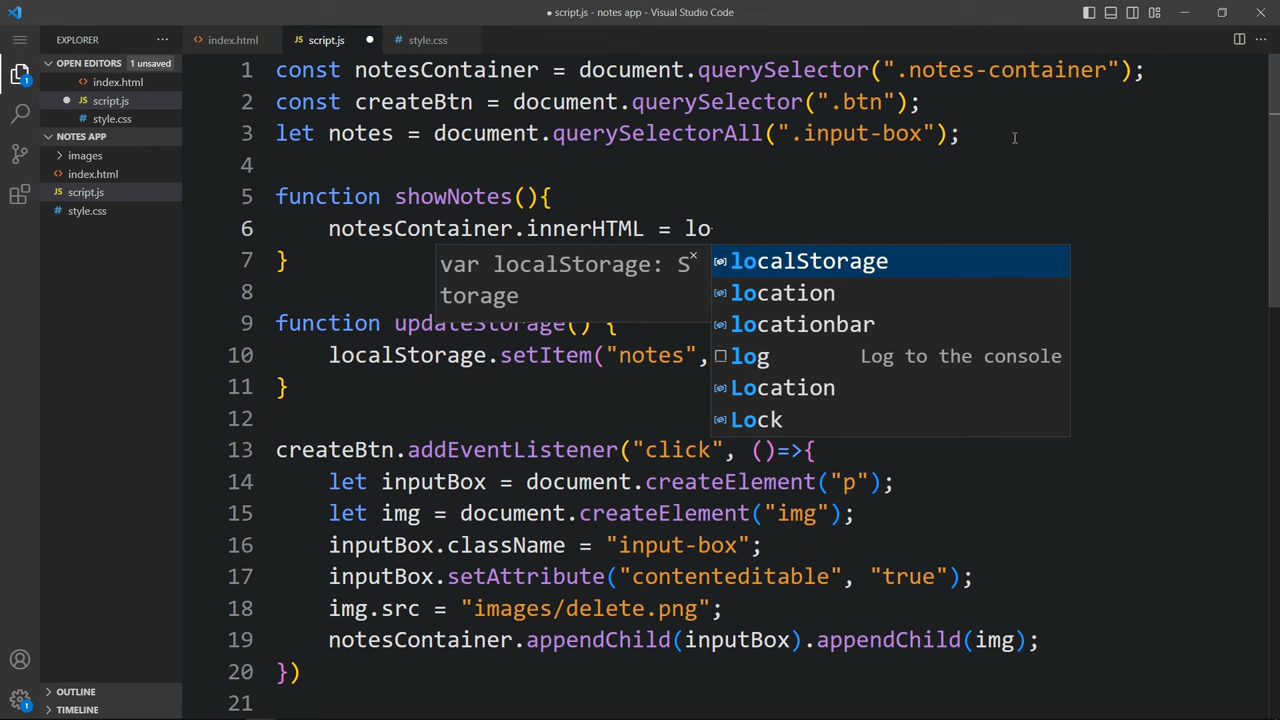 ● script.js - notes app - Visual Studio Code
EXPLORER
···
index.html
script.js ●
style.css
OPEN EDITORS 1 unsaved
index.html
● script.js
style.css
NOTES APP
images
index.html
script.js
style.css
OUTLINE
TIMELINE
1
1
1 const notesContainer = document.querySelector(".notes-container");
2 const createBtn = document.querySelector(".btn");
3 let notes = document.querySelectorAll(".input-box");
4
5 function showNotes(){
6 notesContainer.innerHTML = lo
7 }
var localStorage: S
torage
×
localStorage
location
locationbar
log Log to the console
Location
Lock
8
9 function updateStorage() {
10 localStorage.setItem("notes",
11 }
12
13 createBtn.addEventListener("click", ()=>{
14 let inputBox = document.createElement("p");
15 let img = document.createElement("img");
16 inputBox.className = "input-box";
17 inputBox.setAttribute("contenteditable", "true");
18 img.src = "images/delete.png";
19 notesContainer.appendChild(inputBox).appendChild(img);
20 })
21